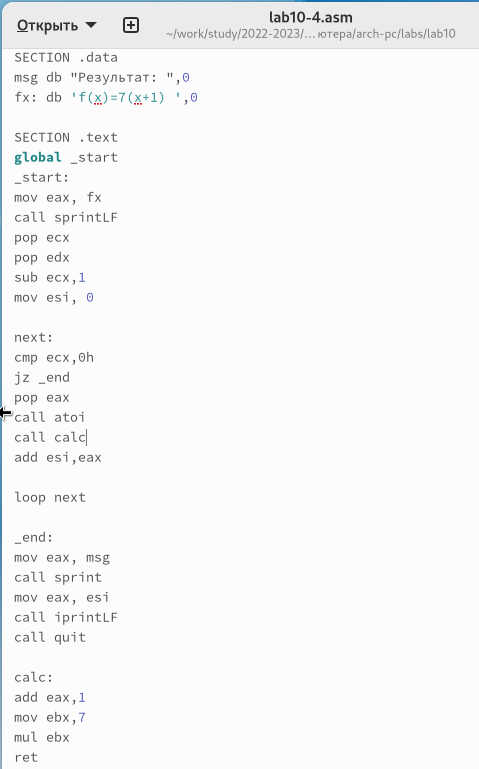 Открыть
lab10-4.asm
~/work/study/2022-2023/…ютера/arch-pc/labs/lab10
SECTION .data
msg db "Результат: ",0
fx: db 'f(x)=7(x+1) ',0
SECTION .text
global _start
_start:
mov eax, fx
call sprintLF
pop ecx
pop edx
sub ecx,1
mov esi, 0
next:
cmp ecx,0h
jz _end
pop eax
call atoi
call calc
add esi,eax
loop next
_end:
mov eax, msg
call sprint
mov eax, esi
call iprintLF
call quit
calc:
add eax,1
mov ebx,7
mul ebx
ret